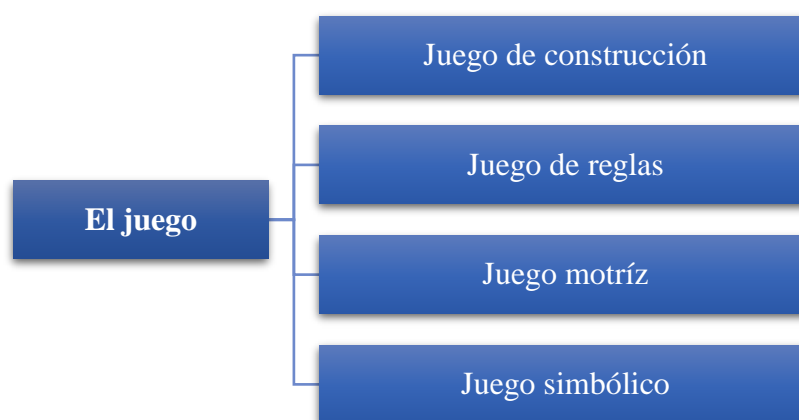 Juego de construcción
Juego de reglas
El juego
Juego motríz
Juego simbólico